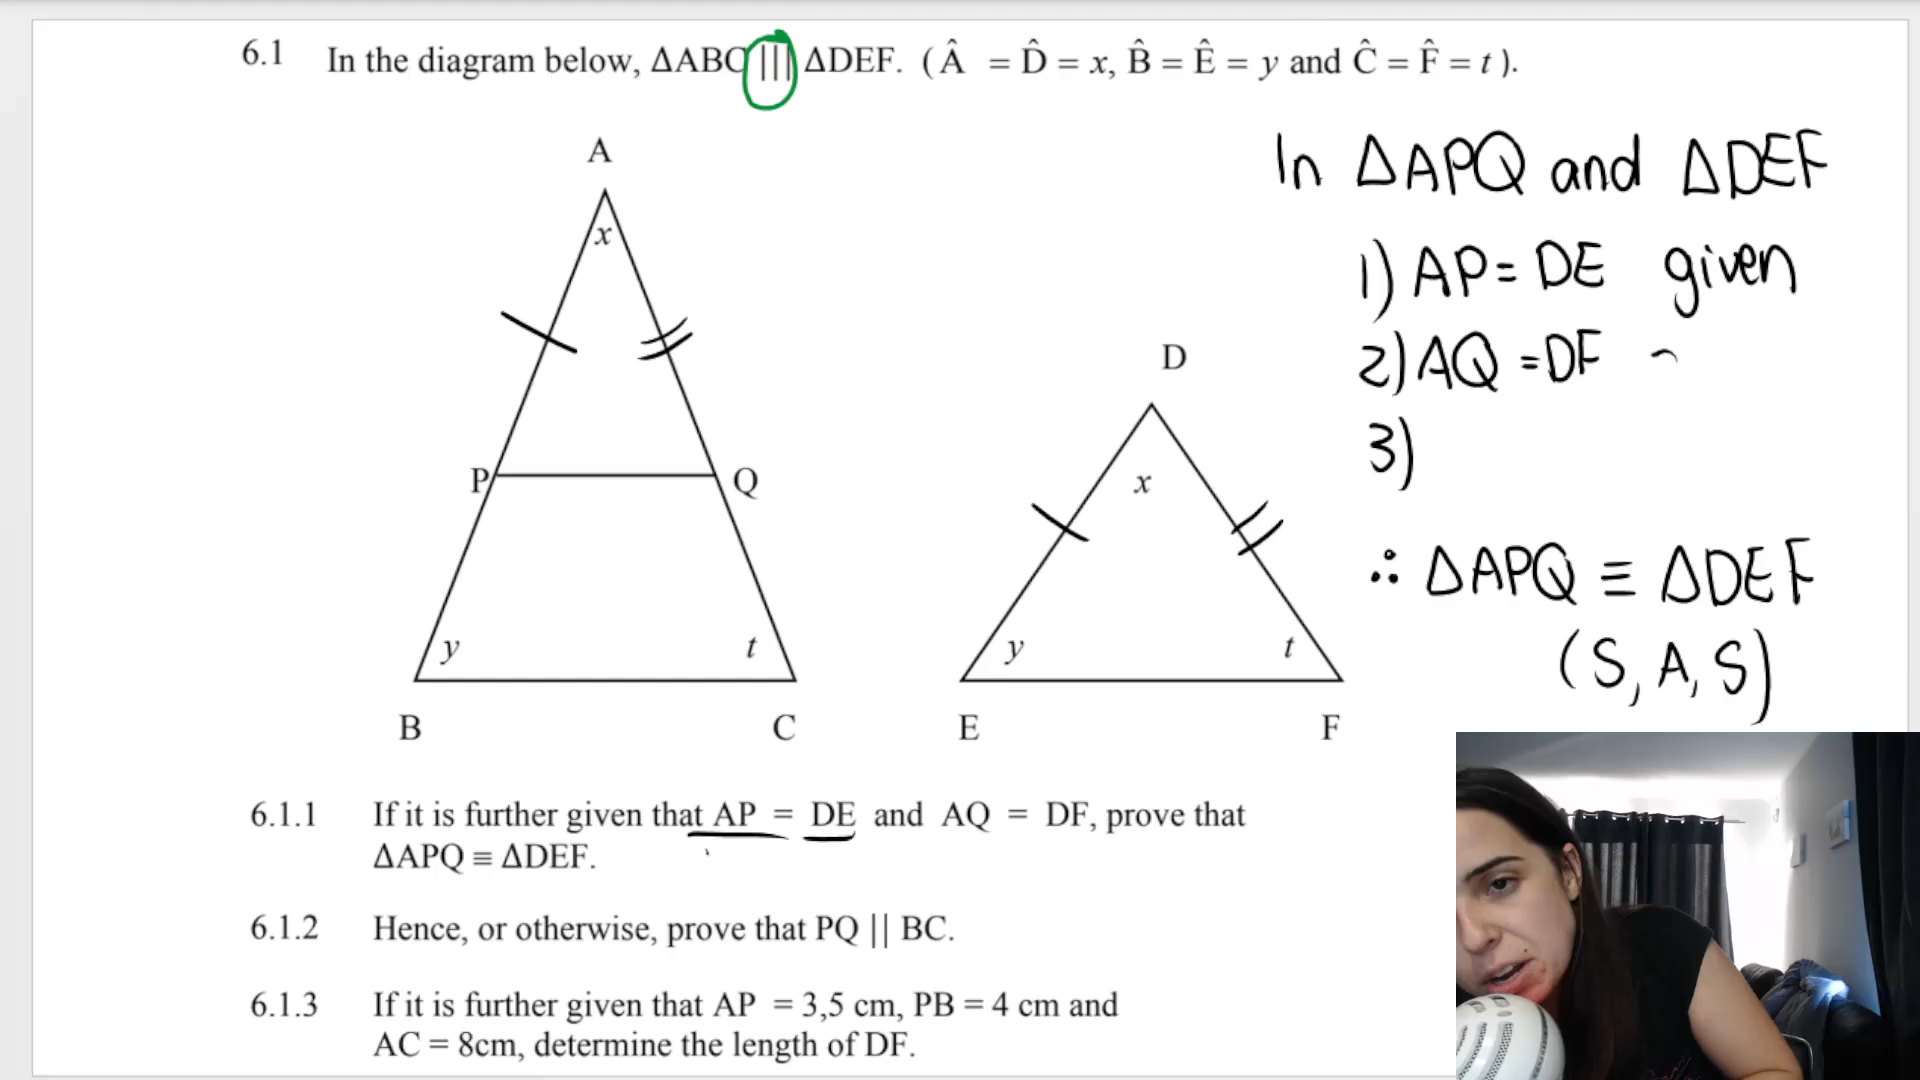 6.1 In the diagram below, ΔABC ||| ΔDEF. ( Â = D̂ = x, B̂ = Ê = y and Ĉ = F̂ = t ).
In ΔAPQ and ΔDEF
1) AP = DE given
2) AQ = DF
3)
∴ ΔAPQ ≡ ΔDEF
(S, A, S)
A
x
P
Q
y
t
B
C
D
x
y
t
E
F
6.1.1 If it is further given that AP = DE and AQ = DF, prove that
ΔAPQ ≡ ΔDEF.
6.1.2 Hence, or otherwise, prove that PQ || BC.
6.1.3 If it is further given that AP = 3,5 cm, PB = 4 cm and
AC = 8cm, determine the length of DF.